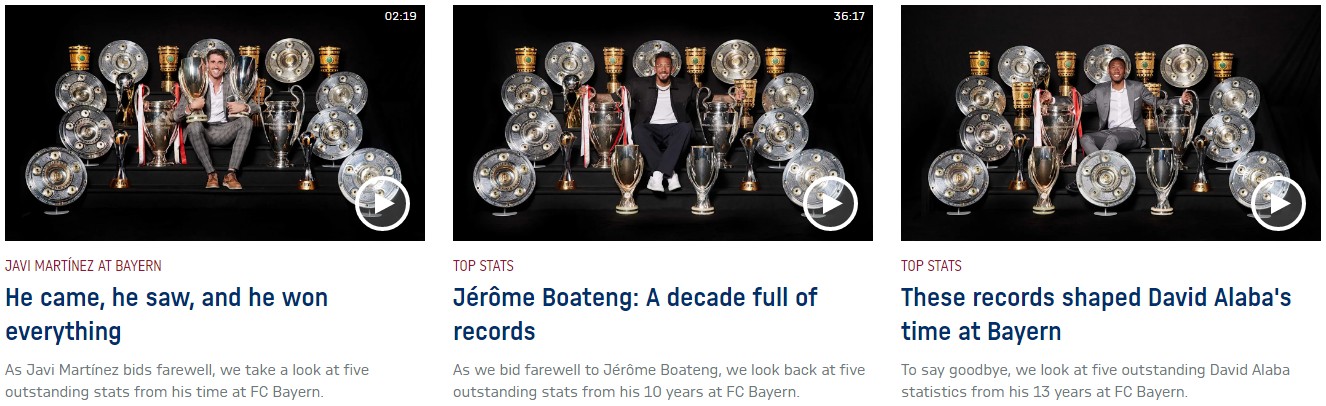 02:19
JAVI MARTÍNEZ AT BAYERN
He came, he saw, and he won
everything
As Javi Martínez bids farewell, we take a look at five
outstanding stats from his time at FC Bayern.
36:17
TOP STATS
Jérôme Boateng: A decade full of
records
As we bid farewell to Jérôme Boateng, we look back at five
outstanding stats from his 10 years at FC Bayern.
TOP STATS
These records shaped David Alaba's
time at Bayern
To say goodbye, we look at five outstanding David Alaba
statistics from his 13 years at FC Bayern.